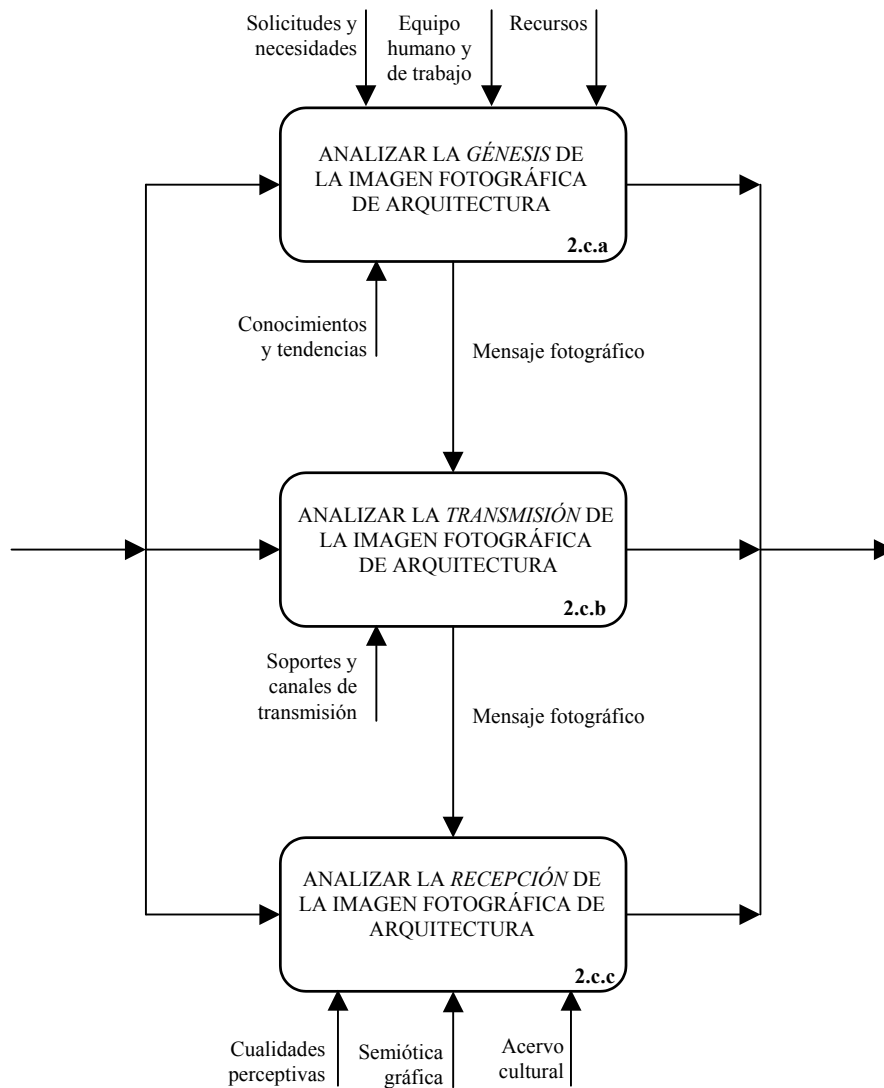 Solicitudes y
necesidades
Equipo
humano y
de trabajo
Recursos
ANALIZAR LA GÉNESIS DE
LA IMAGEN FOTOGRÁFICA
DE ARQUITECTURA
2.c.a
Conocimientos
y tendencias
Mensaje fotográfico
ANALIZAR LA TRANSMISIÓN DE
LA IMAGEN FOTOGRÁFICA
DE ARQUITECTURA
2.c.b
Soportes y
canales de
transmisión
Mensaje fotográfico
ANALIZAR LA RECEPCIÓN DE
LA IMAGEN FOTOGRÁFICA DE
ARQUITECTURA
2.c.c
Cualidades
perceptivas
Semiótica
gráfica
Acervo
cultural